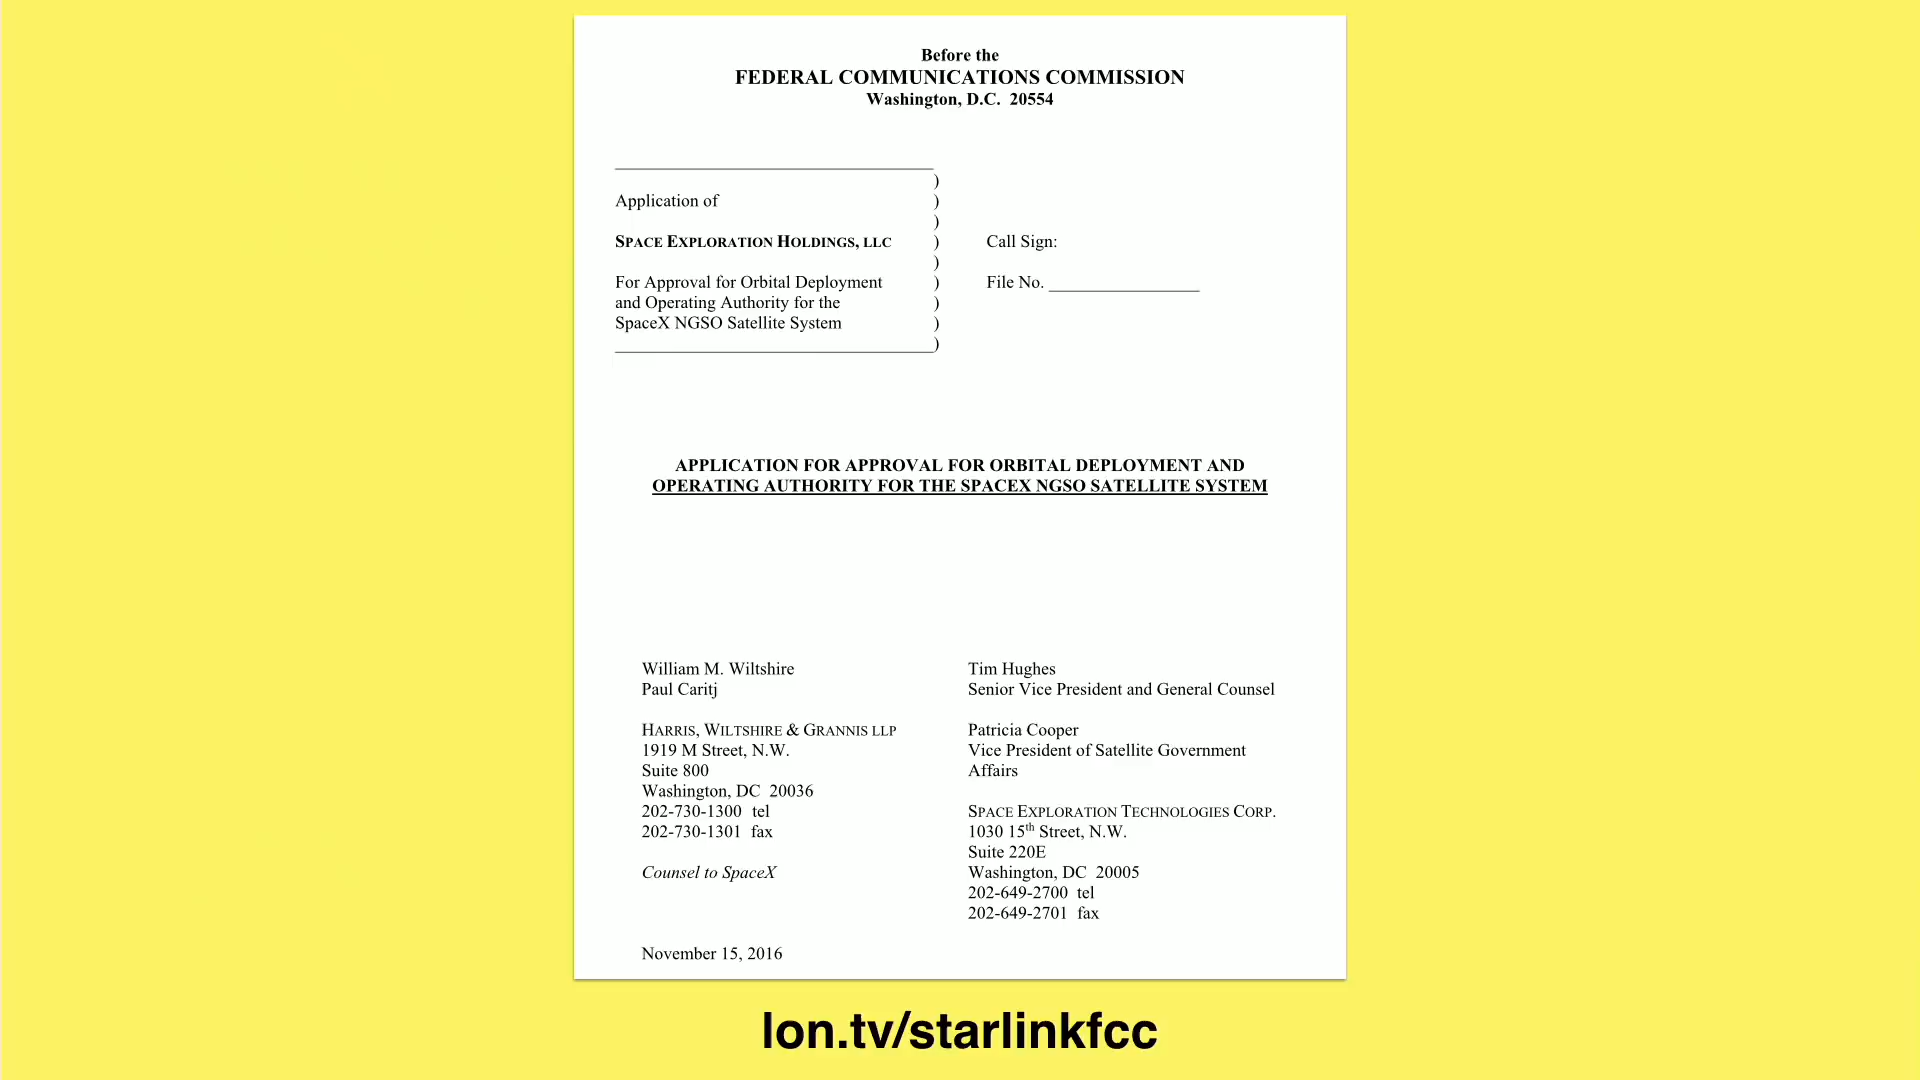 Before the
FEDERAL COMMUNICATIONS COMMISSION
Washington, D.C. 20554
)
Application of )
)
SPACE EXPLORATION HOLDINGS, LLC ) Call Sign:
)
For Approval for Orbital Deployment ) File No. ________________
and Operating Authority for the )
SpaceX NGSO Satellite System )
)
APPLICATION FOR APPROVAL FOR ORBITAL DEPLOYMENT AND
OPERATING AUTHORITY FOR THE SPACEX NGSO SATELLITE SYSTEM
William M. Wiltshire
Paul Caritj
HARRIS, WILTSHIRE & GRANNIS LLP
1919 M Street, N.W.
Suite 800
Washington, DC 20036
202-730-1300 tel
202-730-1301 fax
Counsel to SpaceX
Tim Hughes
Senior Vice President and General Counsel
Patricia Cooper
Vice President of Satellite Government
Affairs
SPACE EXPLORATION TECHNOLOGIES CORP.
1030 15th Street, N.W.
Suite 220E
Washington, DC 20005
202-649-2700 tel
202-649-2701 fax
November 15, 2016
lon.tv/starlinkfcc